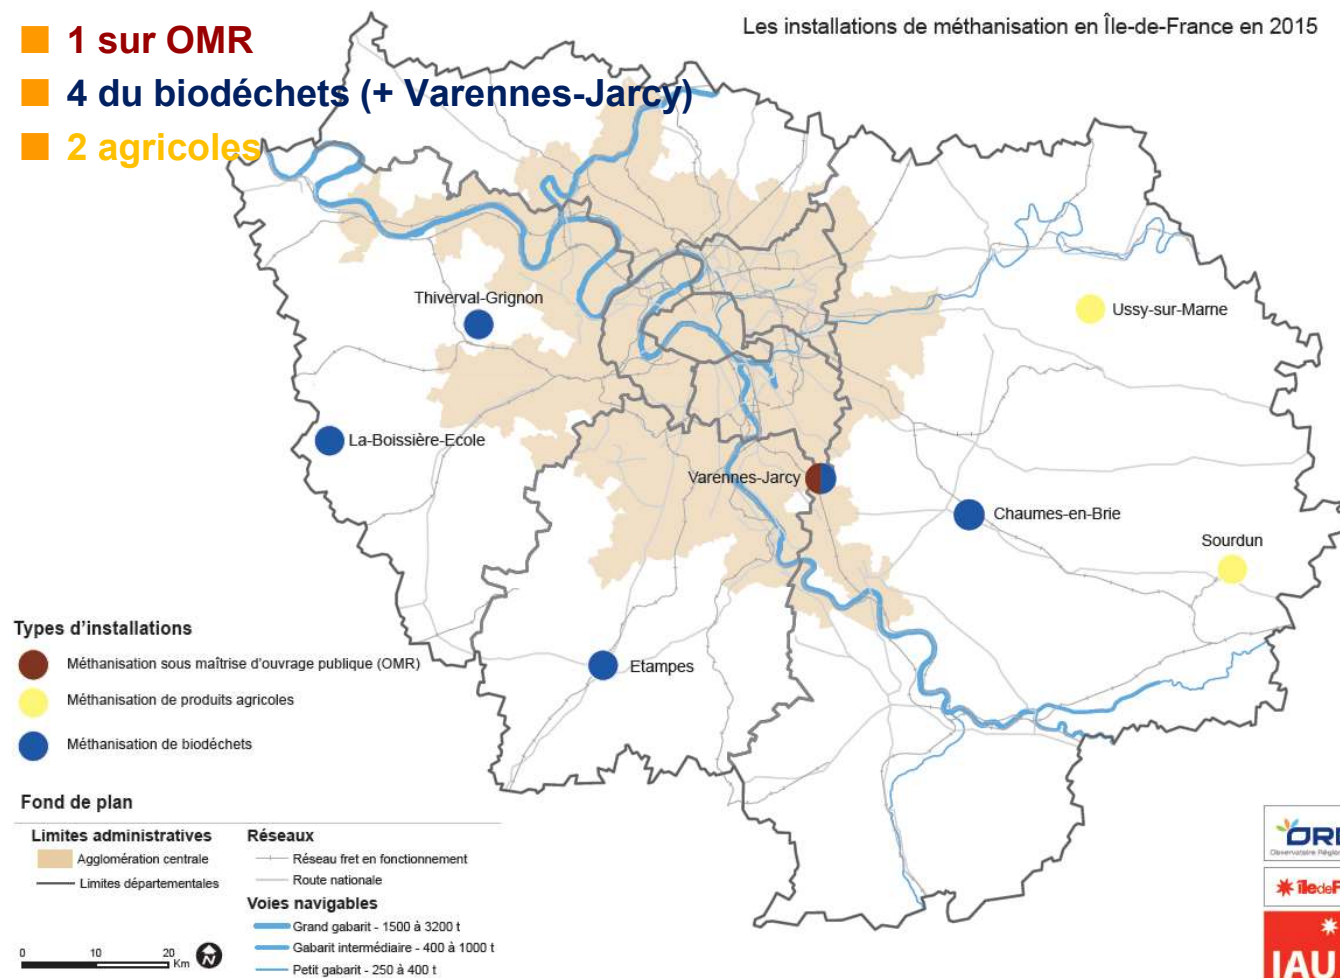 1 sur OMR
4 du biodéchets (+ Varennes-Jarcy)
2 agricoles
Les installations de méthanisation en Île-de-France en 2015
Thiverval-Grignon
Ussy-sur-Marne
La-Boissière-Ecole
Varennes-Jarcy
Chaumes-en-Brie
Sourdun
Etampes
Types d'installations
Méthanisation sous maîtrise d'ouvrage publique (OMR)
Méthanisation de produits agricoles
Méthanisation de biodéchets
Fond de plan
Limites administratives
Agglomération centrale
Limites départementales
Réseaux
Réseau fret en fonctionnement
Route nationale
Voies navigables
Grand gabarit - 1500 à 3200 t
Gabarit intermédiaire - 400 à 1000 t
Petit gabarit - 250 à 400 t
0 10 20 Km
Observatoire Régio
îledeF
IAU